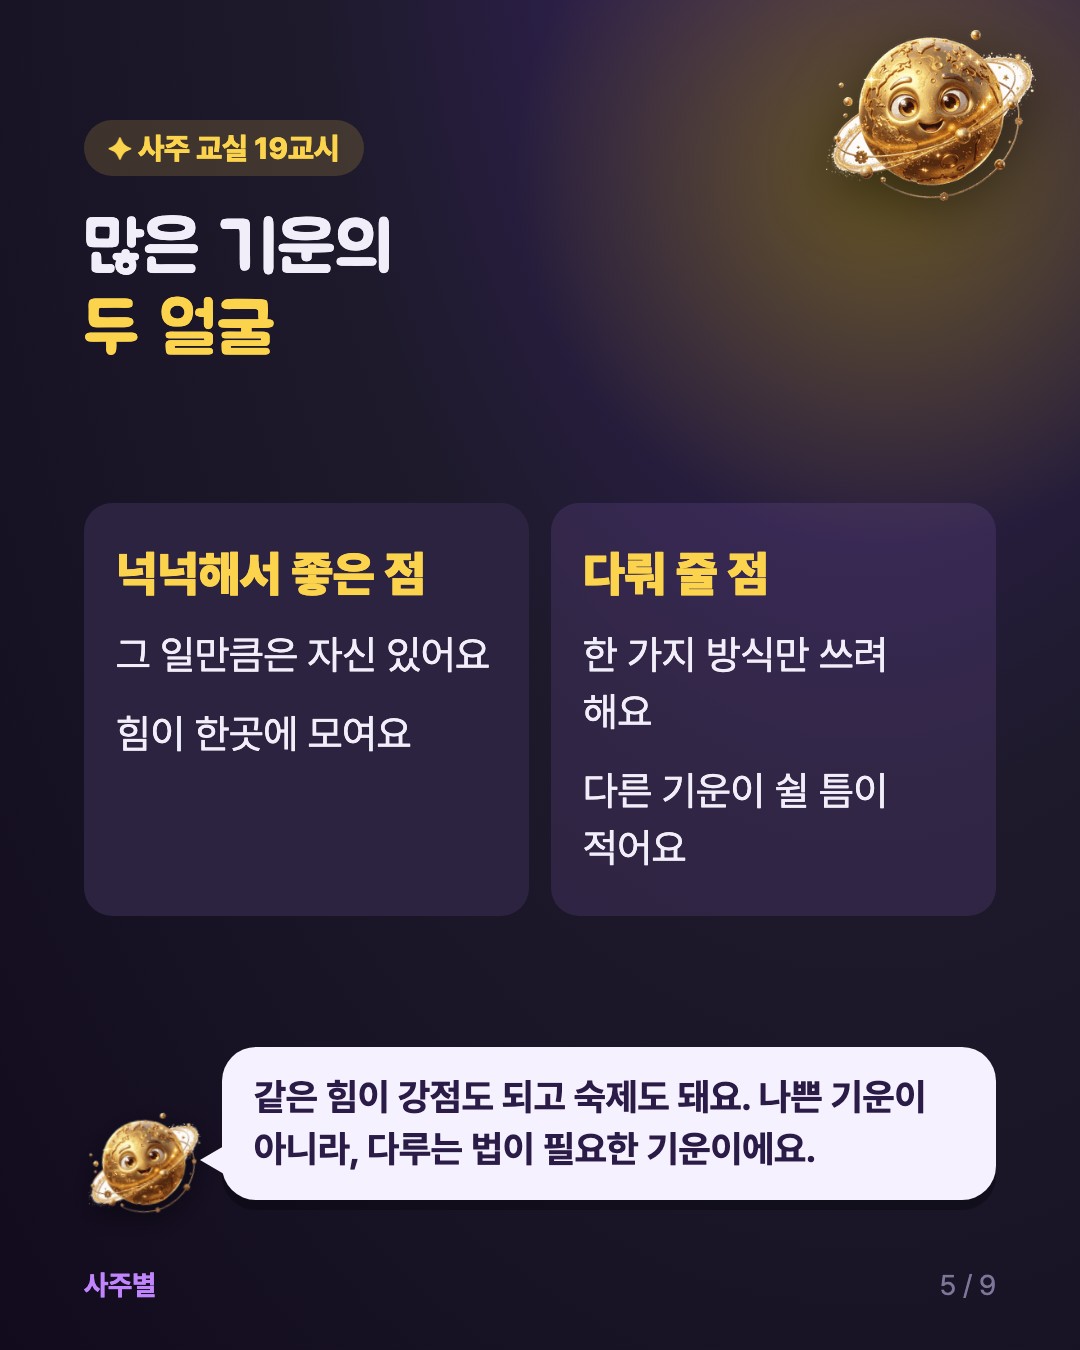 ✦ 사주 교실 19교시
많은 기운의
두 얼굴
넉넉해서 좋은 점
그 일만큼은 자신 있어요
힘이 한곳에 모여요
다뤄 줄 점
한 가지 방식만 쓰려
해요
다른 기운이 쉴 틈이
적어요
같은 힘이 강점도 되고 숙제도 돼요. 나쁜 기운이
아니라, 다루는 법이 필요한 기운이에요.
사주별
5 / 9